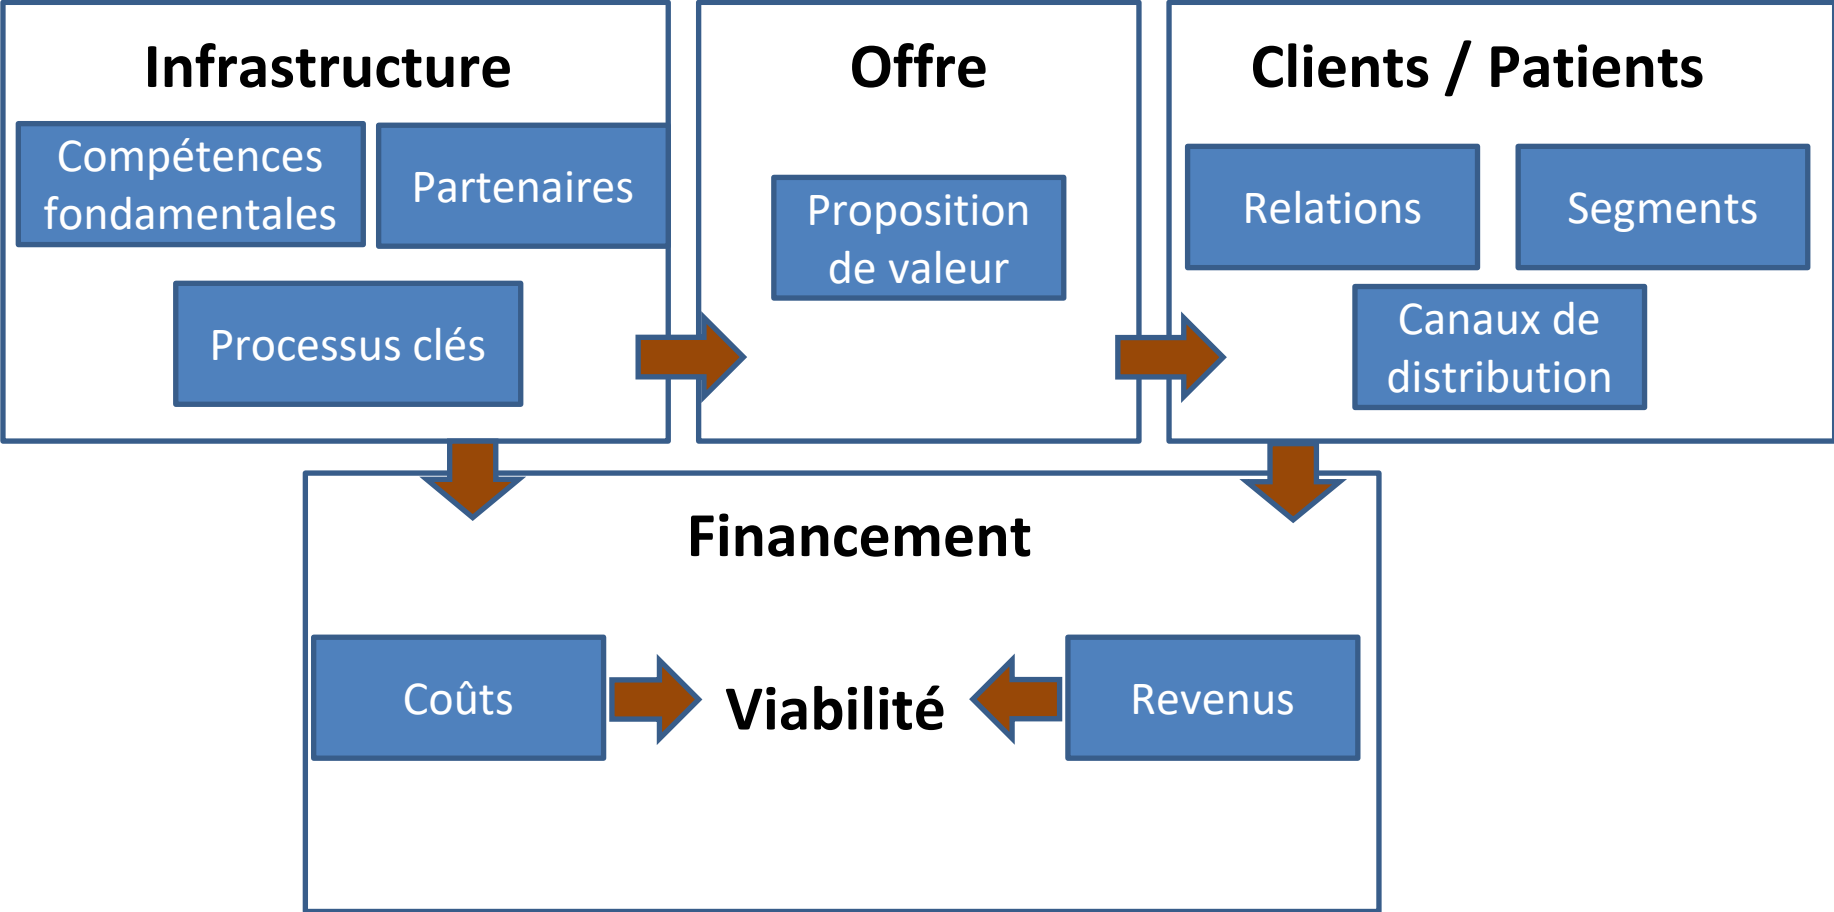 Infrastructure
Compétences
fondamentales
Partenaires
Processus clés
Offre
Proposition
de valeur
Clients / Patients
Relations
Segments
Canaux de
distribution
Financement
Coûts
Viabilité
Revenus